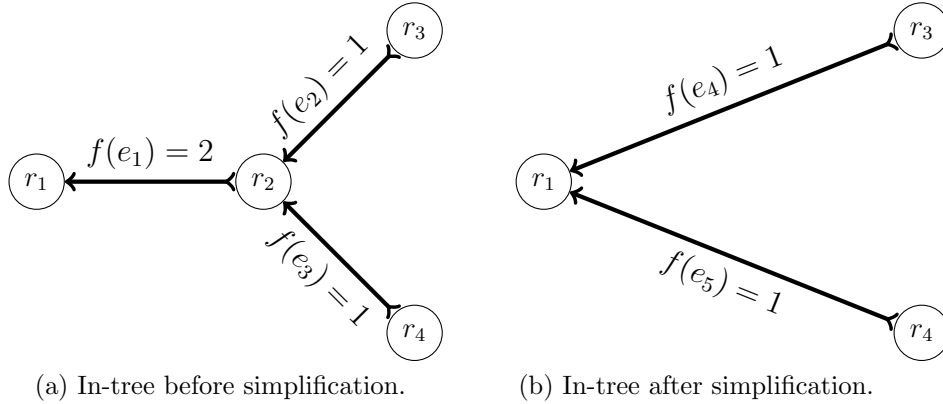 r₃
f(e₂) = 1
f(e₁) = 2
r₁
r₂
f(e₃) = 1
r₄
(a) In-tree before simplification.
r₃
f(e₄) = 1
r₁
f(e₅) = 1
r₄
(b) In-tree after simplification.